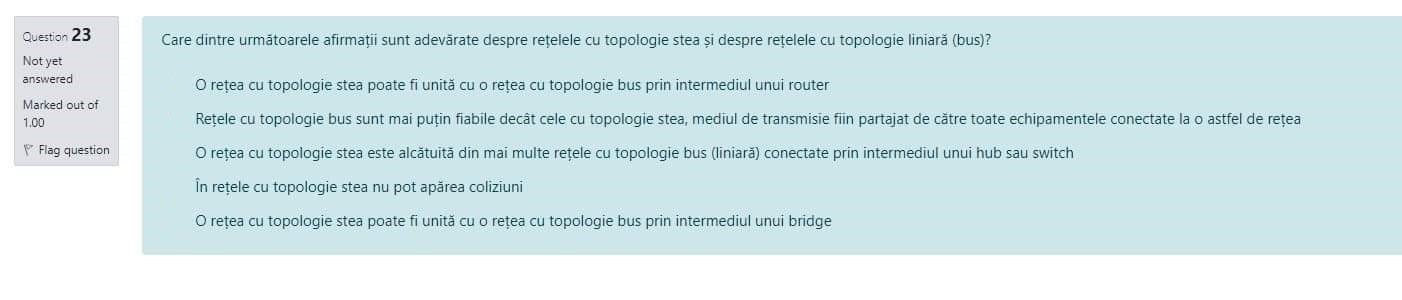 Question 23
Not yet
answered
Marked out of
1.00
Flag question
Care dintre următoarele afirmații sunt adevărate despre rețelele cu topologie stea și despre rețelele cu topologie liniară (bus)?
O rețea cu topologie stea poate fi unită cu o rețea cu topologie bus prin intermediul unui router
Rețele cu topologie bus sunt mai puțin fiabile decât cele cu topologie stea, mediul de transmisie fiin partajat de către toate echipamentele conectate la o astfel de rețea
O rețea cu topologie stea este alcătuită din mai multe rețele cu topologie bus (liniară) conectate prin intermediul unui hub sau switch
În rețele cu topologie stea nu pot apărea coliziuni
O rețea cu topologie stea poate fi unită cu o rețea cu topologie bus prin intermediul unui bridge